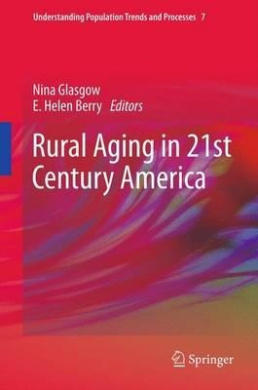 Understanding Population Trends and Processes 7
Nina Glasgow
E. Helen Berry Editors
Rural Aging in 21st
Century America
Springer